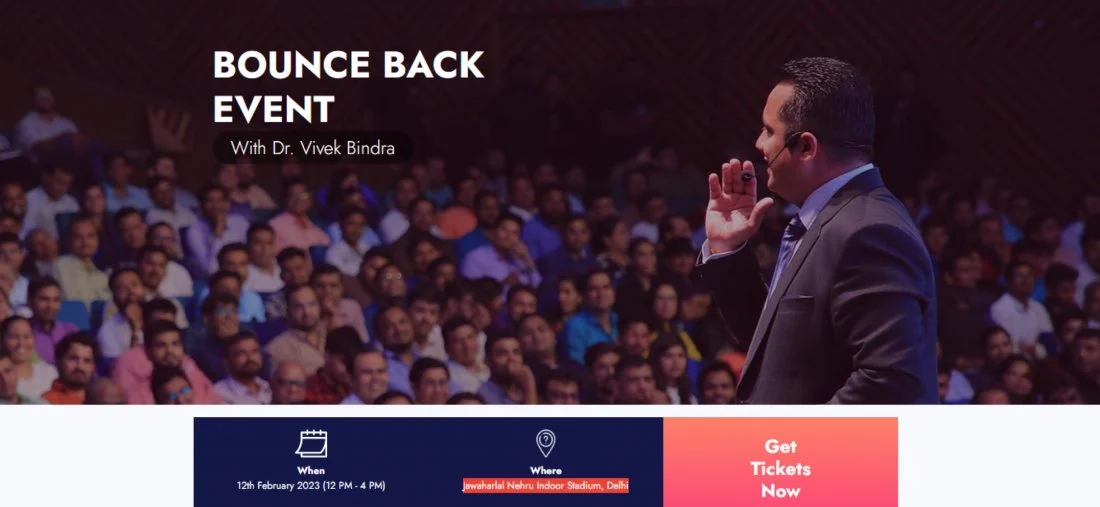 BOUNCE BACK
EVENT
With Dr. Vivek Bindra
When
12th February 2023 (12 PM - 4 PM)
Where
Jawaharlal Nehru Indoor Stadium, Delhi
Get
Tickets
Now